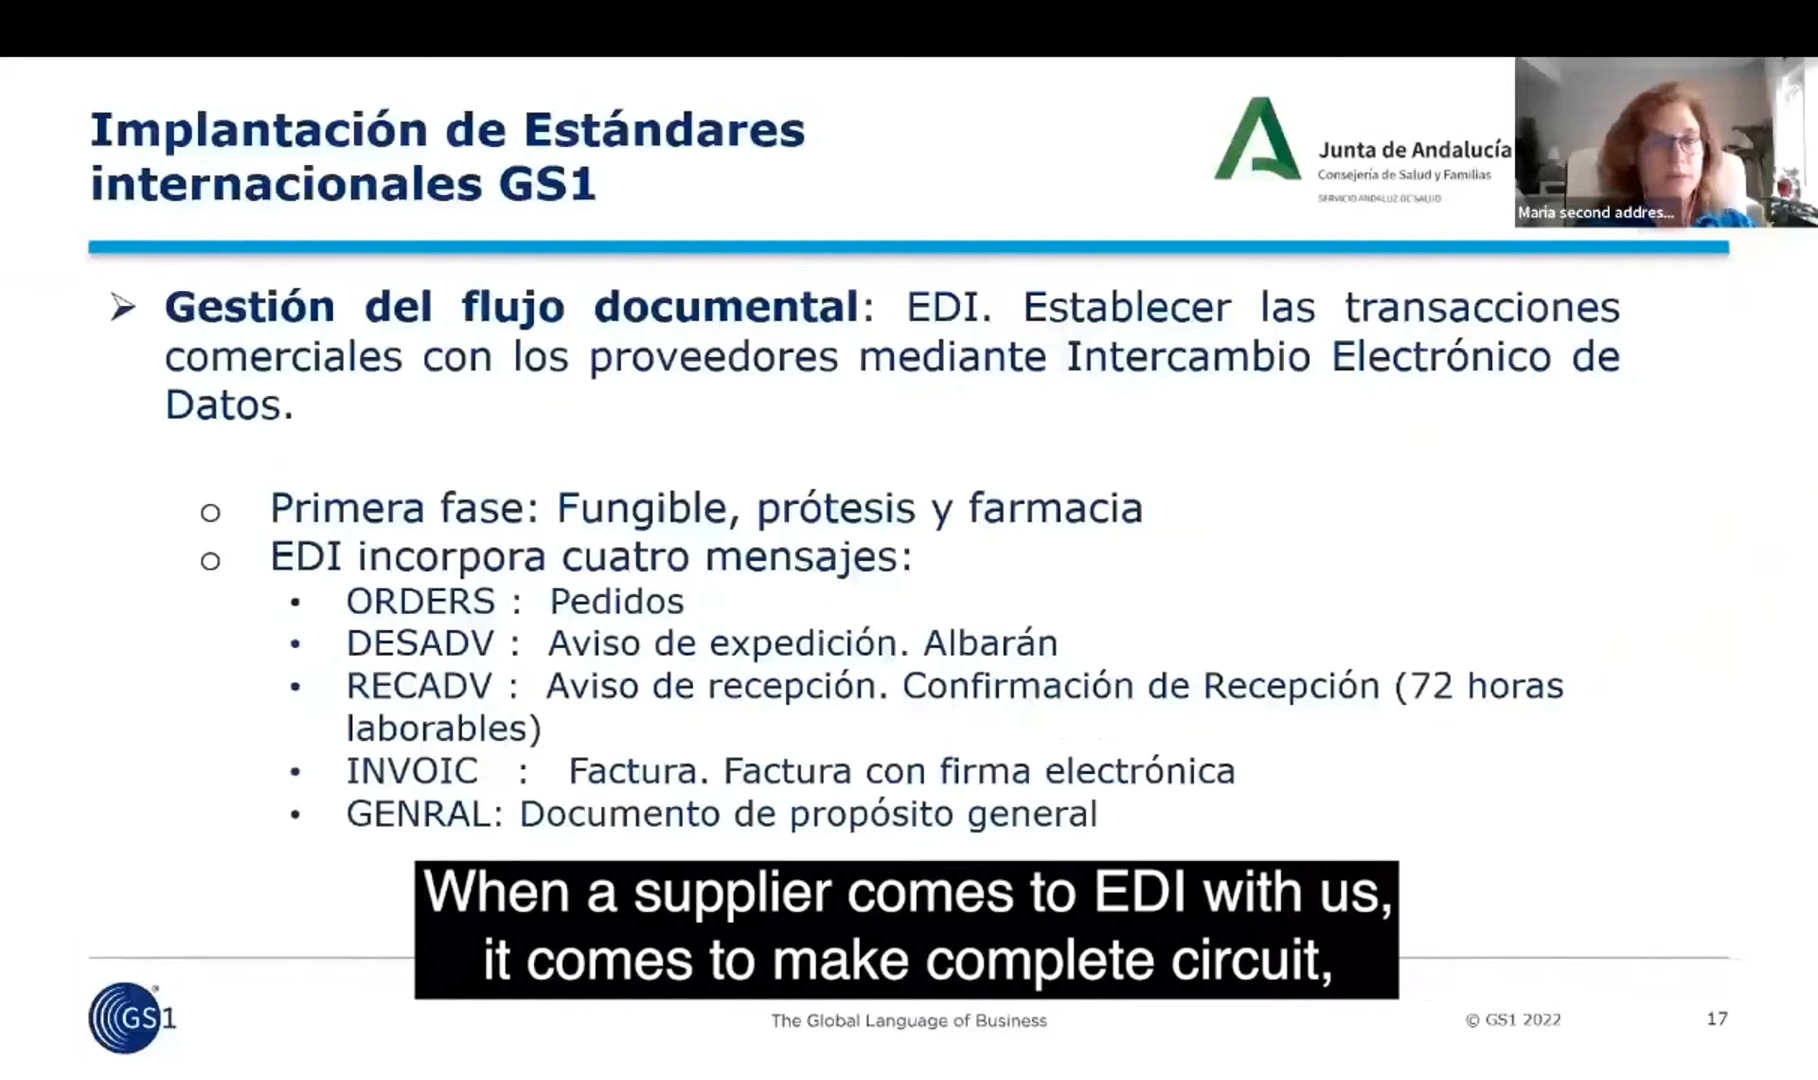 Implantación de Estándares
internacionales GS1
Junta de Andalucía
Consejería de Salud y Familias
SERVICIO ANDALUZ DE SALUD
Maria second addres...
➢ Gestión del flujo documental: EDI. Establecer las transacciones
comerciales con los proveedores mediante Intercambio Electrónico de
Datos.
o Primera fase: Fungible, prótesis y farmacia
o EDI incorpora cuatro mensajes:
• ORDERS : Pedidos
• DESADV : Aviso de expedición. Albarán
• RECADV : Aviso de recepción. Confirmación de Recepción (72 horas
laborables)
• INVOIC : Factura. Factura con firma electrónica
• GENRAL: Documento de propósito general
When a supplier comes to EDI with us,
it comes to make complete circuit,
GS1
The Global Language of Business
© GS1 2022
17